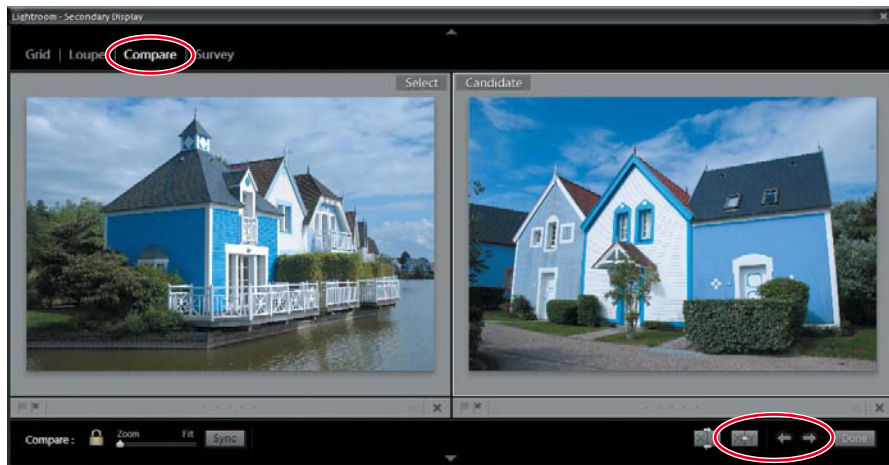 Lightroom - Secondary Display
Grid | Loupe | Compare | Survey
Select
Candidate
Compare :
Zoom
Fit
Sync
X Y
X Y
Done